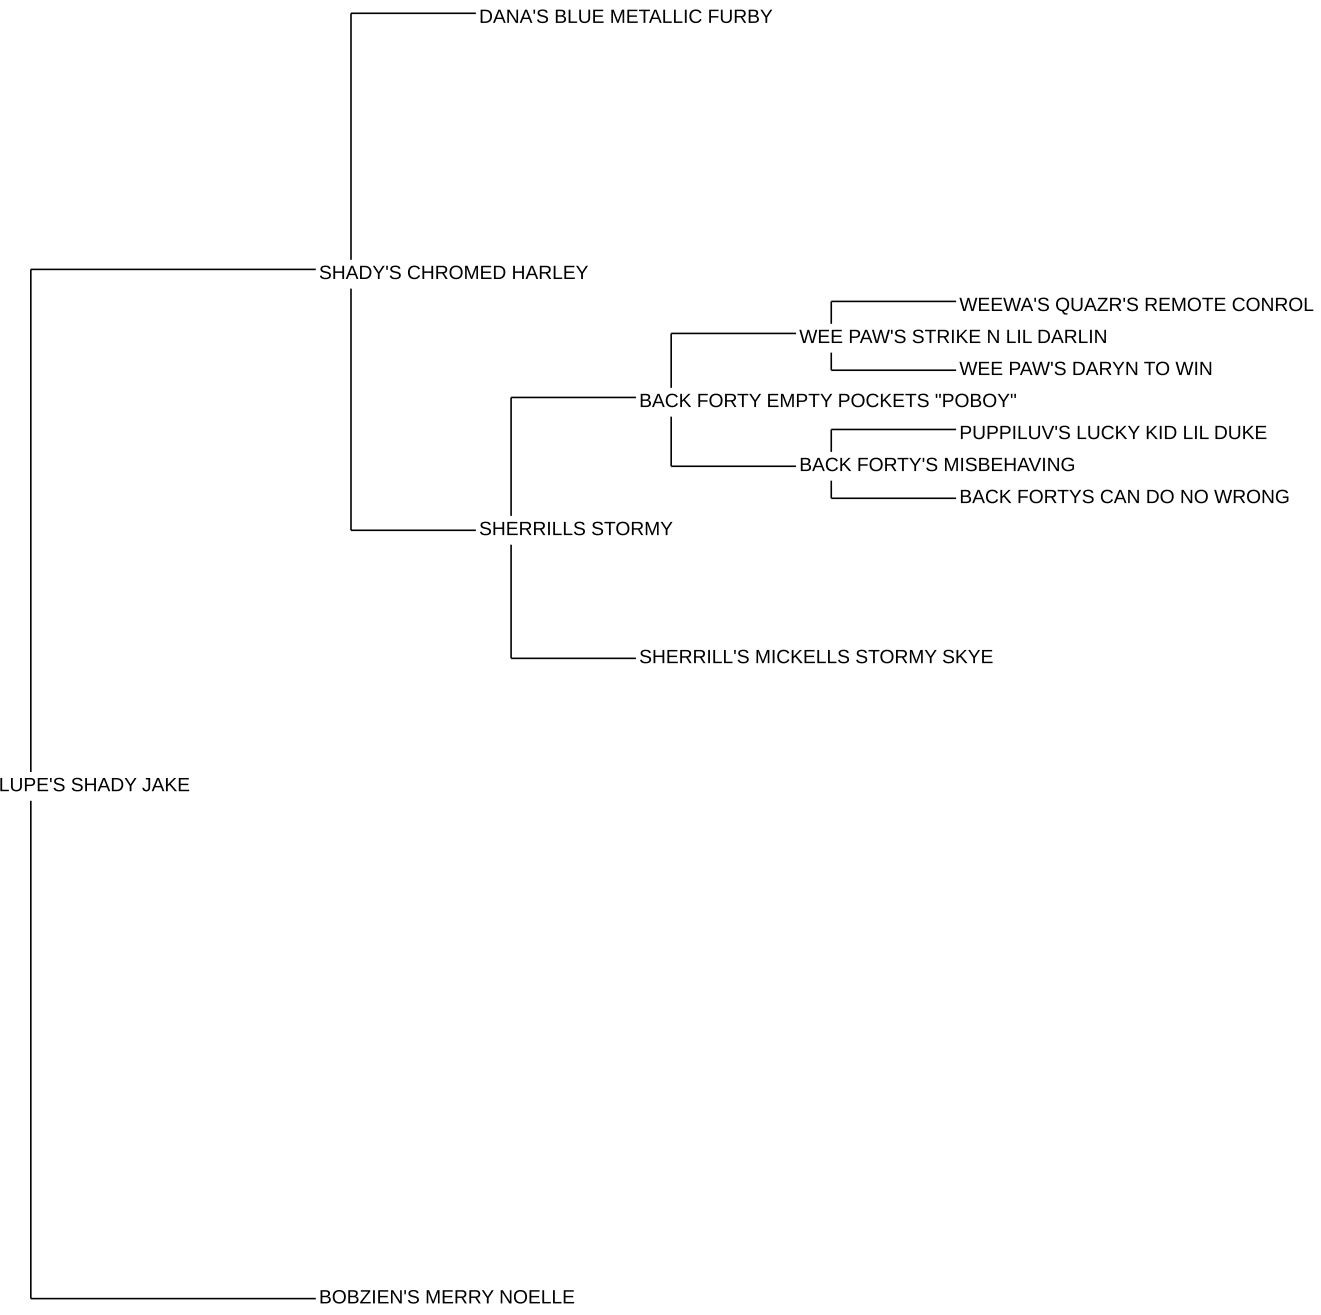 DANA'S BLUE METALLIC FURBY
SHADY'S CHROMED HARLEY
WEEWA'S QUAZR'S REMOTE CONROL
WEE PAW'S STRIKE N LIL DARLIN
WEE PAW'S DARYN TO WIN
BACK FORTY EMPTY POCKETS "POBOY"
PUPPILUV'S LUCKY KID LIL DUKE
BACK FORTY'S MISBEHAVING
BACK FORTYS CAN DO NO WRONG
SHERRILLS STORMY
SHERRILL'S MICKELLS STORMY SKYE
LUPE'S SHADY JAKE
BOBZIEN'S MERRY NOELLE